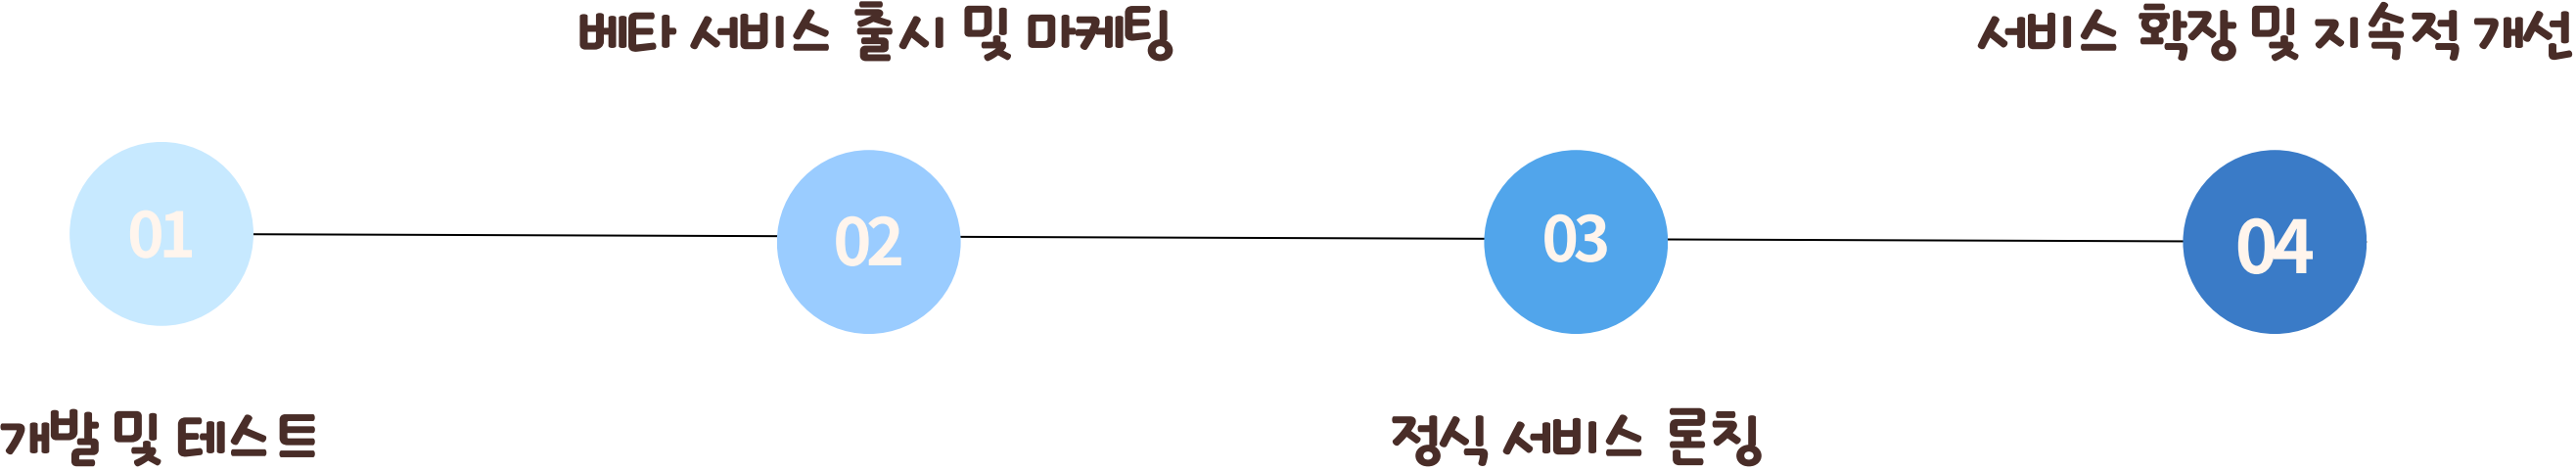 베타 서비스 출시 및 마케팅
서비스 확장 및 지속적 개선
01
02
03
04
개발 및 테스트
정식 서비스 론칭